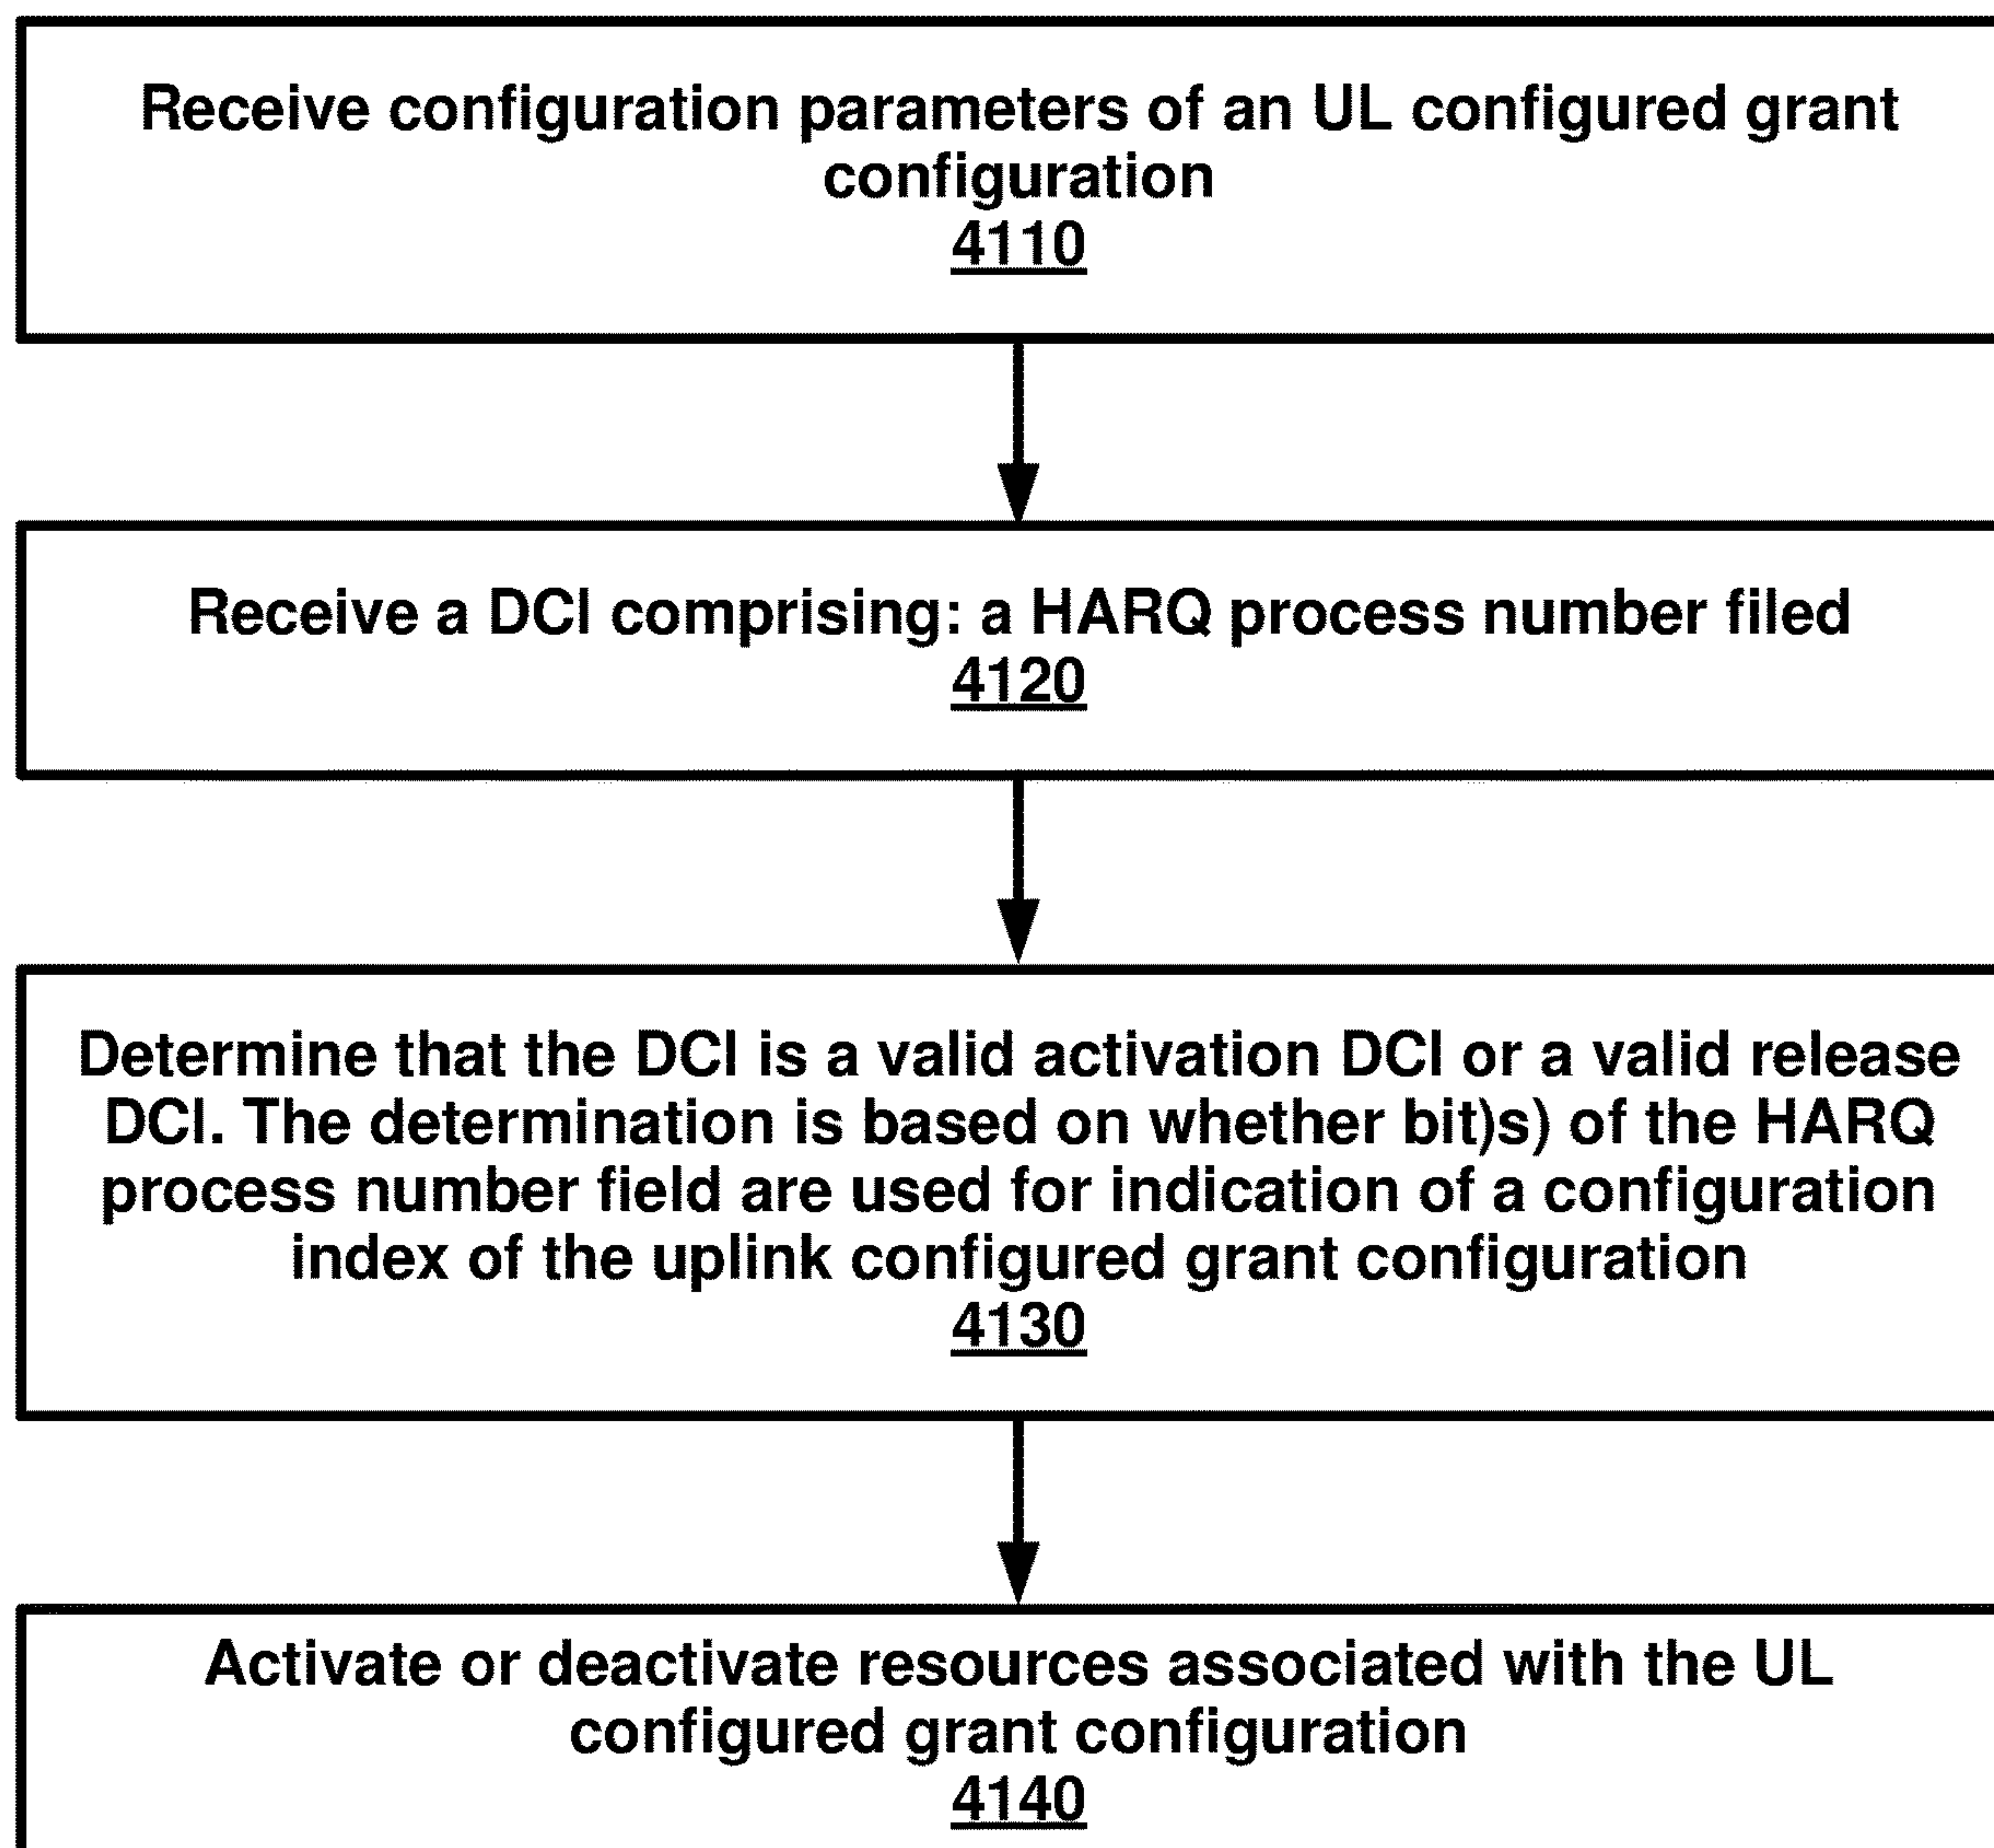 Receive configuration parameters of an UL configured grant
configuration
4110
Receive a DCI comprising: a HARQ process number filed
4120
Determine that the DCI is a valid activation DCI or a valid release
DCI. The determination is based on whether bit)s) of the HARQ
process number field are used for indication of a configuration
index of the uplink configured grant configuration
4130
Activate or deactivate resources associated with the UL
configured grant configuration
4140